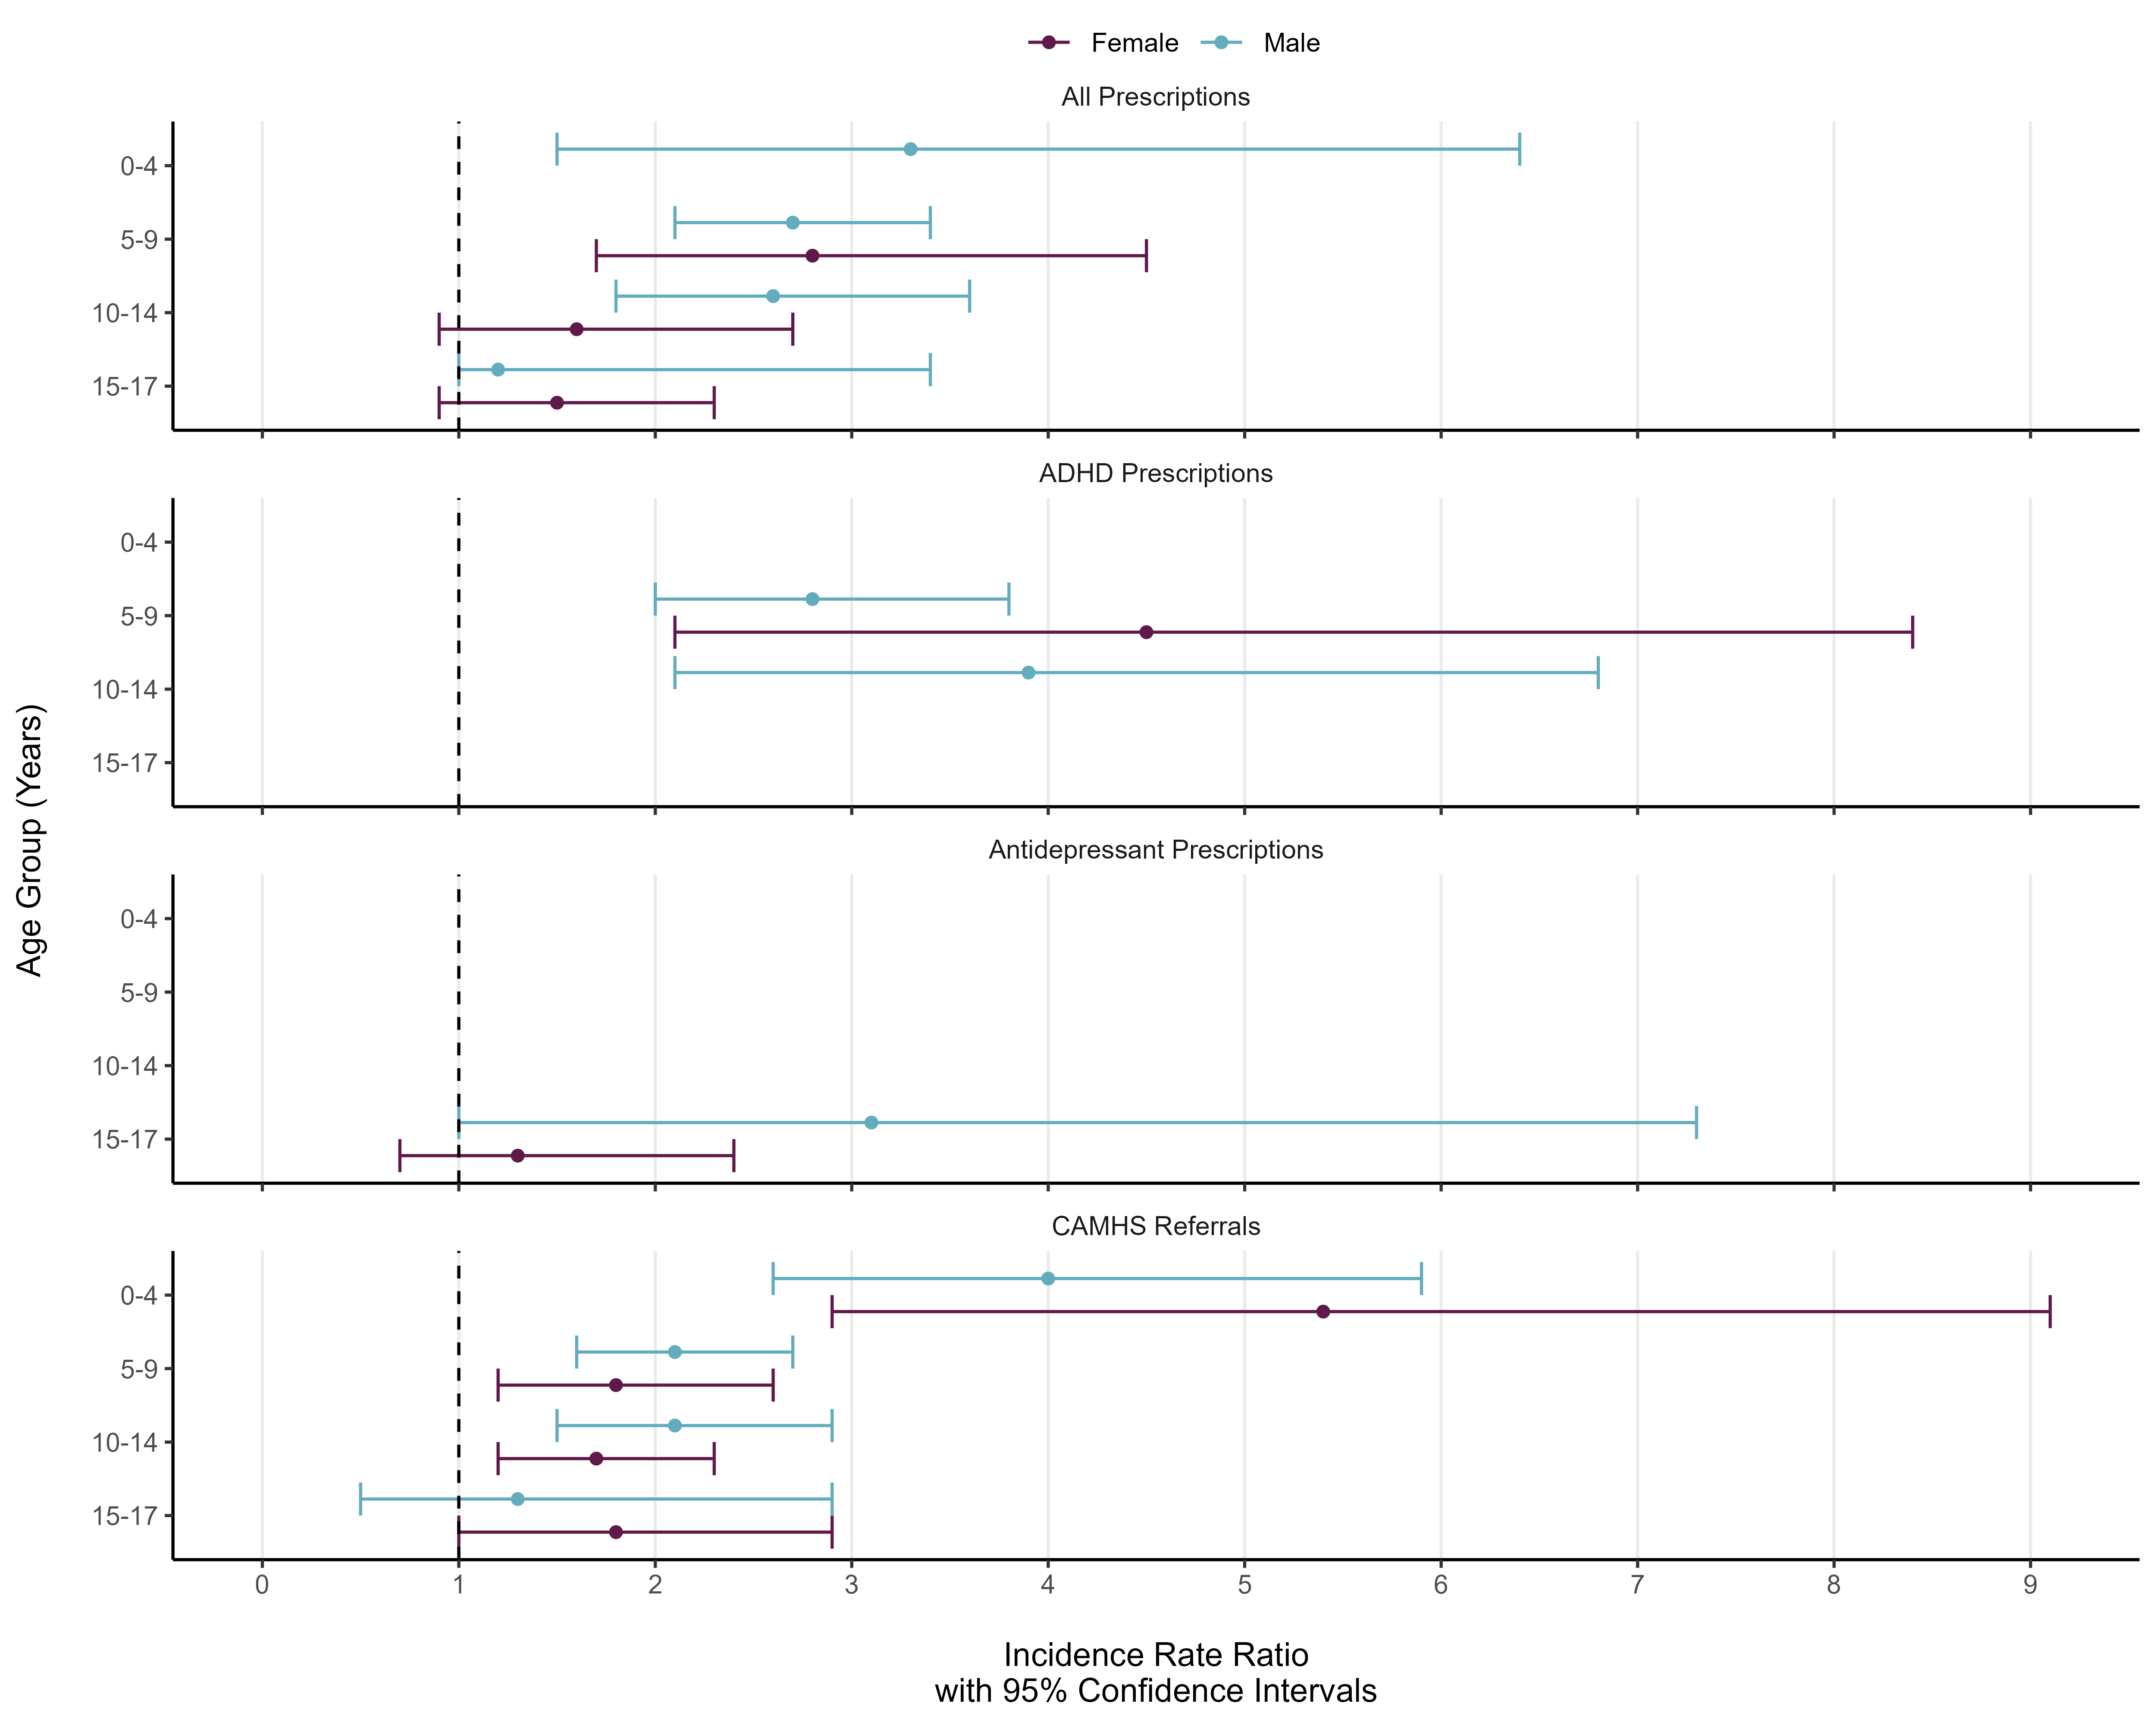 Female Male
All Prescriptions
0-4
5-9
10-14
15-17
ADHD Prescriptions
0-4
5-9
10-14
15-17
Antidepressant Prescriptions
0-4
5-9
10-14
15-17
CAMHS Referrals
0-4
5-9
10-14
15-17
0 1 2 3 4 5 6 7 8 9
Age Group (Years)
Incidence Rate Ratio
with 95% Confidence Intervals